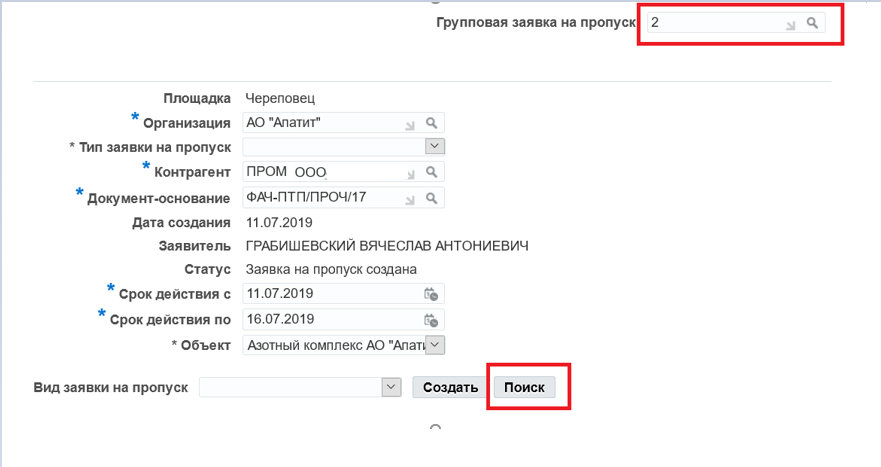 Групповая заявка на пропуск 2
Площадка Череповец
* Организация АО "Апатит"
* Тип заявки на пропуск
* Контрагент ПРОМ ООО
* Документ-основание ФАЧ-ПТП/ПРОЧ/17
Дата создания 11.07.2019
Заявитель ГРАБИШЕВСКИЙ ВЯЧЕСЛАВ АНТОНИЕВИЧ
Статус Заявка на пропуск создана
* Срок действия с 11.07.2019
* Срок действия по 16.07.2019
* Объект Азотный комплекс АО "Апати
Вид заявки на пропуск Создать Поиск